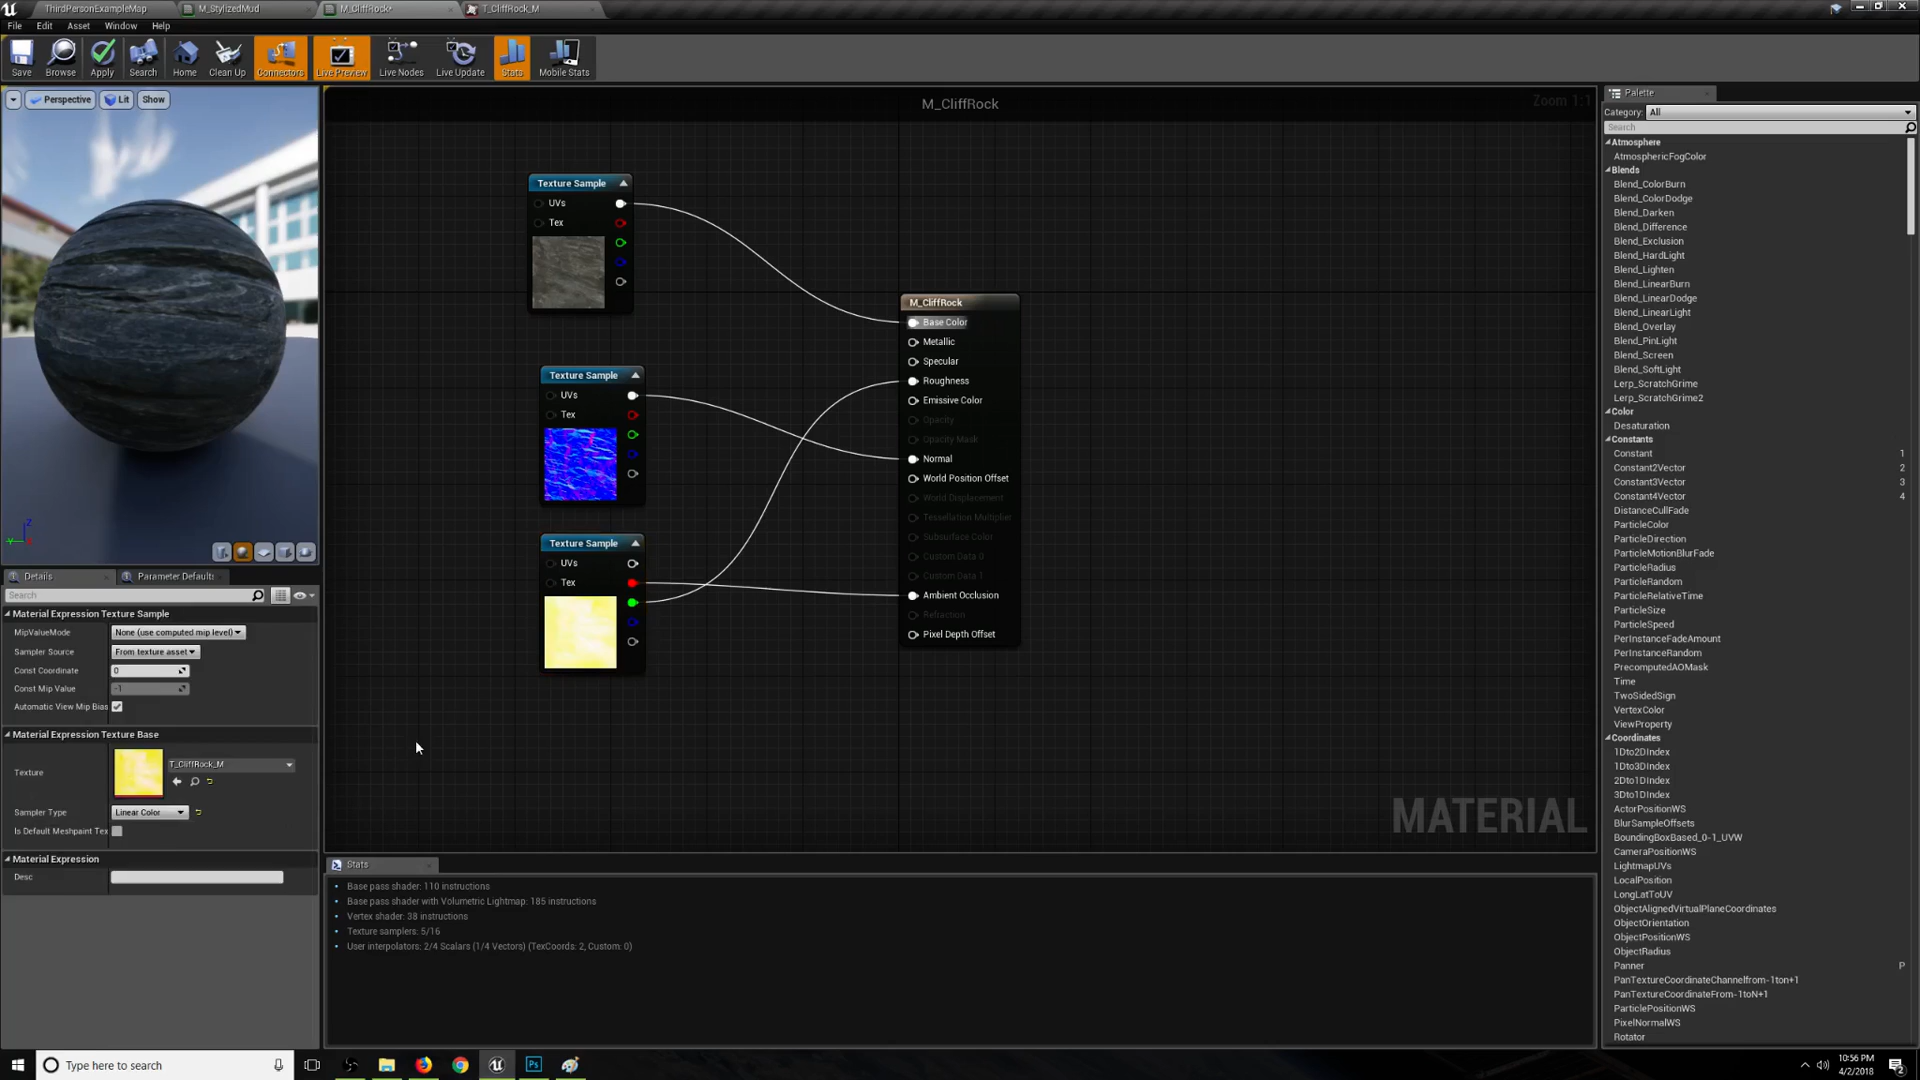 ThirdPersonExampleMap
M_StylizedMud
M_CliffRock*
T_CliffRock_M
File Edit Asset Window Help
Save Browse Apply Search Home Clean Up Connectors Live Preview Live Nodes Live Update Stats Mobile Stats
Perspective Lit Show
M_CliffRock
Zoom 1:1
Texture Sample
UVs
Tex
Texture Sample
UVs
Tex
Texture Sample
UVs
Tex
M_CliffRock
Base Color
Metallic
Specular
Roughness
Emissive Color
Opacity
Opacity Mask
Normal
World Position Offset
World Displacement
Tessellation Multiplier
Subsurface Color
Custom Data 0
Custom Data 1
Ambient Occlusion
Refraction
Pixel Depth Offset
MATERIAL
Z
Y
X
Details
Parameter Default
Search
Material Expression Texture Sample
MipValueMode None (use computed mip level)
Sampler Source From texture asset
Const Coordinate 0
Const Mip Value -1
Automatic View Mip Bias
Material Expression Texture Base
Texture T_CliffRock_M
Sampler Type Linear Color
Is Default Meshpaint Tex
Material Expression
Desc
Stats
Base pass shader: 110 instructions
Base pass shader with Volumetric Lightmap: 185 instructions
Vertex shader: 38 instructions
Texture samplers: 5/16
User interpolators: 2/4 Scalars (1/4 Vectors) (TexCoords: 2, Custom: 0)
Palette
Category: All
Search
Atmosphere
AtmosphericFogColor
Blends
Blend_ColorBurn
Blend_ColorDodge
Blend_Darken
Blend_Difference
Blend_Exclusion
Blend_HardLight
Blend_Lighten
Blend_LinearBurn
Blend_LinearDodge
Blend_LinearLight
Blend_Overlay
Blend_PinLight
Blend_Screen
Blend_SoftLight
Lerp_ScratchGrime
Lerp_ScratchGrime2
Color
Desaturation
Constants
Constant 1
Constant2Vector 2
Constant3Vector 3
Constant4Vector 4
DistanceCullFade
ParticleColor
ParticleDirection
ParticleMotionBlurFade
ParticleRadius
ParticleRandom
ParticleRelativeTime
ParticleSize
ParticleSpeed
PerInstanceFadeAmount
PerInstanceRandom
PrecomputedAOMask
Time
TwoSidedSign
VertexColor
ViewProperty
Coordinates
1Dto2DIndex
1Dto3DIndex
2Dto1DIndex
3Dto1DIndex
ActorPositionWS
BlurSampleOffsets
BoundingBoxBased_0-1_UVW
CameraPositionWS
LightmapUVs
LocalPosition
LongLatToUV
ObjectAlignedVirtualPlaneCoordinates
ObjectOrientation
ObjectPositionWS
ObjectRadius
Panner P
PanTextureCoordinateChannelfrom-1ton+1
PanTextureCoordinateFrom-1toN+1
ParticlePositionWS
PixelNormalWS
Rotator
Type here to search
Ps
10:56 PM
4/2/2018
2